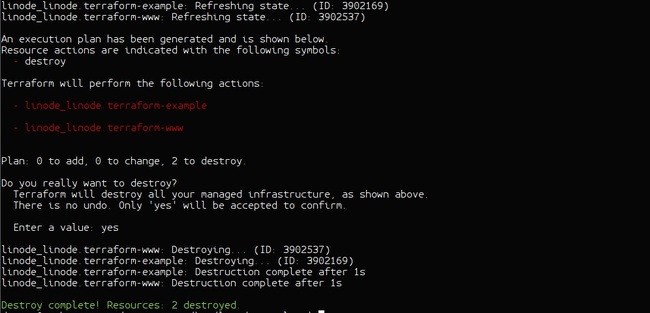 linode_linode.terraform-example: Refreshing state... (ID: 3902169)
linode_linode.terraform-www: Refreshing state... (ID: 3902537)
An execution plan has been generated and is shown below.
Resource actions are indicated with the following symbols:
- destroy
Terraform will perform the following actions:
- linode_linode.terraform-example
- linode_linode.terraform-www
Plan: 0 to add, 0 to change, 2 to destroy.
Do you really want to destroy?
Terraform will destroy all your managed infrastructure, as shown above.
There is no undo. Only 'yes' will be accepted to confirm.
Enter a value: yes
linode_linode.terraform-www: Destroying... (ID: 3902537)
linode_linode.terraform-example: Destroying... (ID: 3902169)
linode_linode.terraform-example: Destruction complete after 1s
linode_linode.terraform-www: Destruction complete after 1s
Destroy complete! Resources: 2 destroyed.